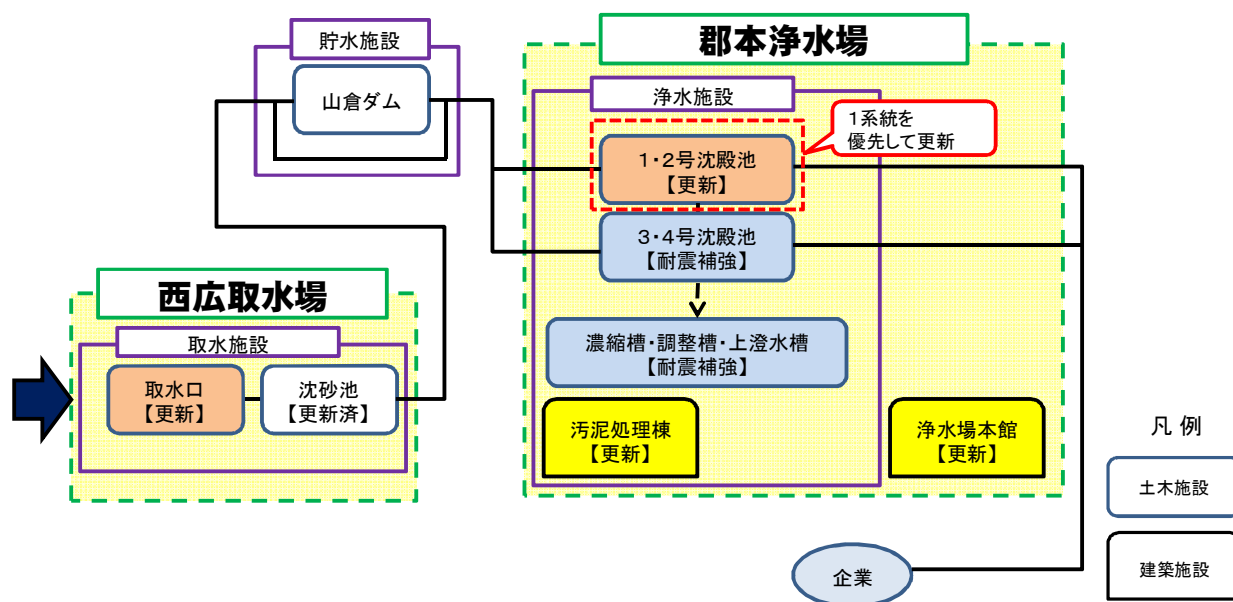 貯水施設
山倉ダム
郡本浄水場
浄水施設
1系統を
優先して更新
1・2号沈殿池
【更新】
3・4号沈殿池
【耐震補強】
濃縮槽・調整槽・上澄水槽
【耐震補強】
汚泥処理棟
【更新】
浄水場本館
【更新】
西広取水場
取水施設
取水口
【更新】
沈砂池
【更新済】
企業
凡 例
土木施設
建築施設